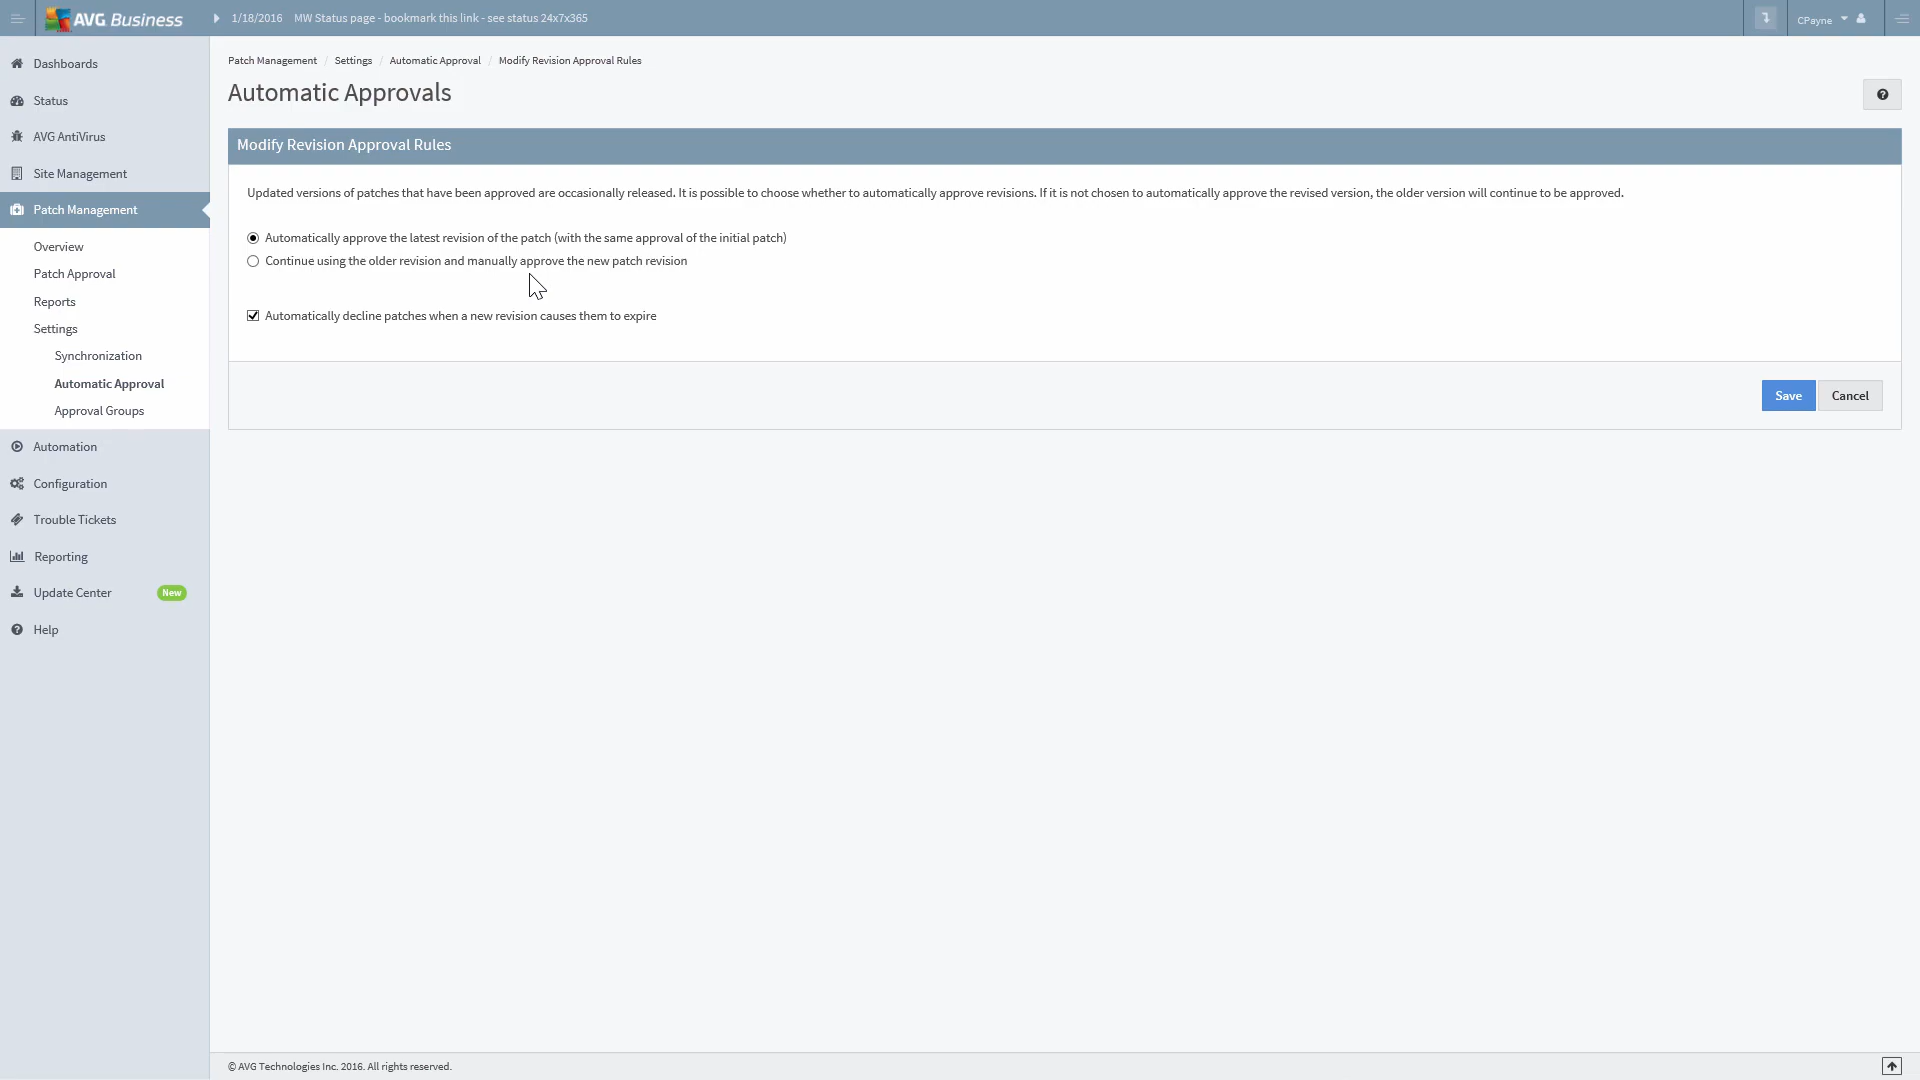 AVG Business
1/18/2016 MW Status page - bookmark this link - see status 24x7x365
CPayne
Dashboards
Status
AVG AntiVirus
Site Management
Patch Management
Overview
Patch Approval
Reports
Settings
Synchronization
Automatic Approval
Approval Groups
Automation
Configuration
Trouble Tickets
Reporting
Update Center New
Help
Patch Management / Settings / Automatic Approval / Modify Revision Approval Rules
Automatic Approvals
Modify Revision Approval Rules
Updated versions of patches that have been approved are occasionally released. It is possible to choose whether to automatically approve revisions. If it is not chosen to automatically approve the revised version, the older version will continue to be approved.
Automatically approve the latest revision of the patch (with the same approval of the initial patch)
Continue using the older revision and manually approve the new patch revision
Automatically decline patches when a new revision causes them to expire
Save Cancel
© AVG Technologies Inc. 2016. All rights reserved.